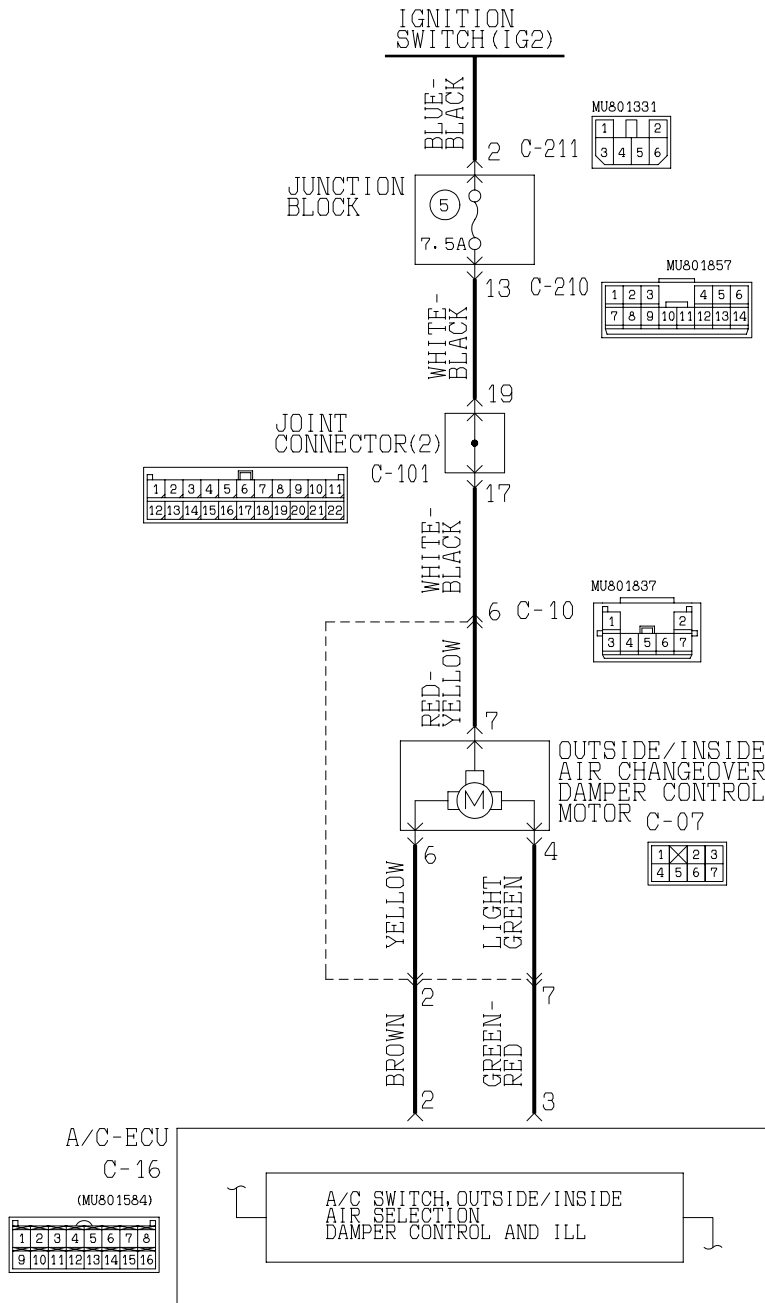 IGNITION
SWITCH(IG2)
BLUE-
BLACK
MU801331
1 2
3 4 5 6
2 C-211
JUNCTION
BLOCK
5
7.5A
MU801857
13 C-210
1 2 3 4 5 6
7 8 9 10 11 12 13 14
WHITE-
BLACK
19
JOINT
CONNECTOR(2)
C-101
17
1 2 3 4 5 6 7 8 9 10 11
12 13 14 15 16 17 18 19 20 21 22
WHITE-
BLACK
MU801837
6 C-10
1 2
3 4 5 6 7
RED-
YELLOW
7
M
OUTSIDE/INSIDE
AIR CHANGEOVER
DAMPER CONTROL
MOTOR C-07
1 2 3
4 5 6 7
6 4
YELLOW
LIGHT
GREEN
2 7
BROWN
GREEN-
RED
2 3
A/C-ECU
C-16
(MU801584)
1 2 3 4 5 6 7 8
9 10 11 12 13 14 15 16
A/C SWITCH,OUTSIDE/INSIDE
AIR SELECTION
DAMPER CONTROL AND ILL